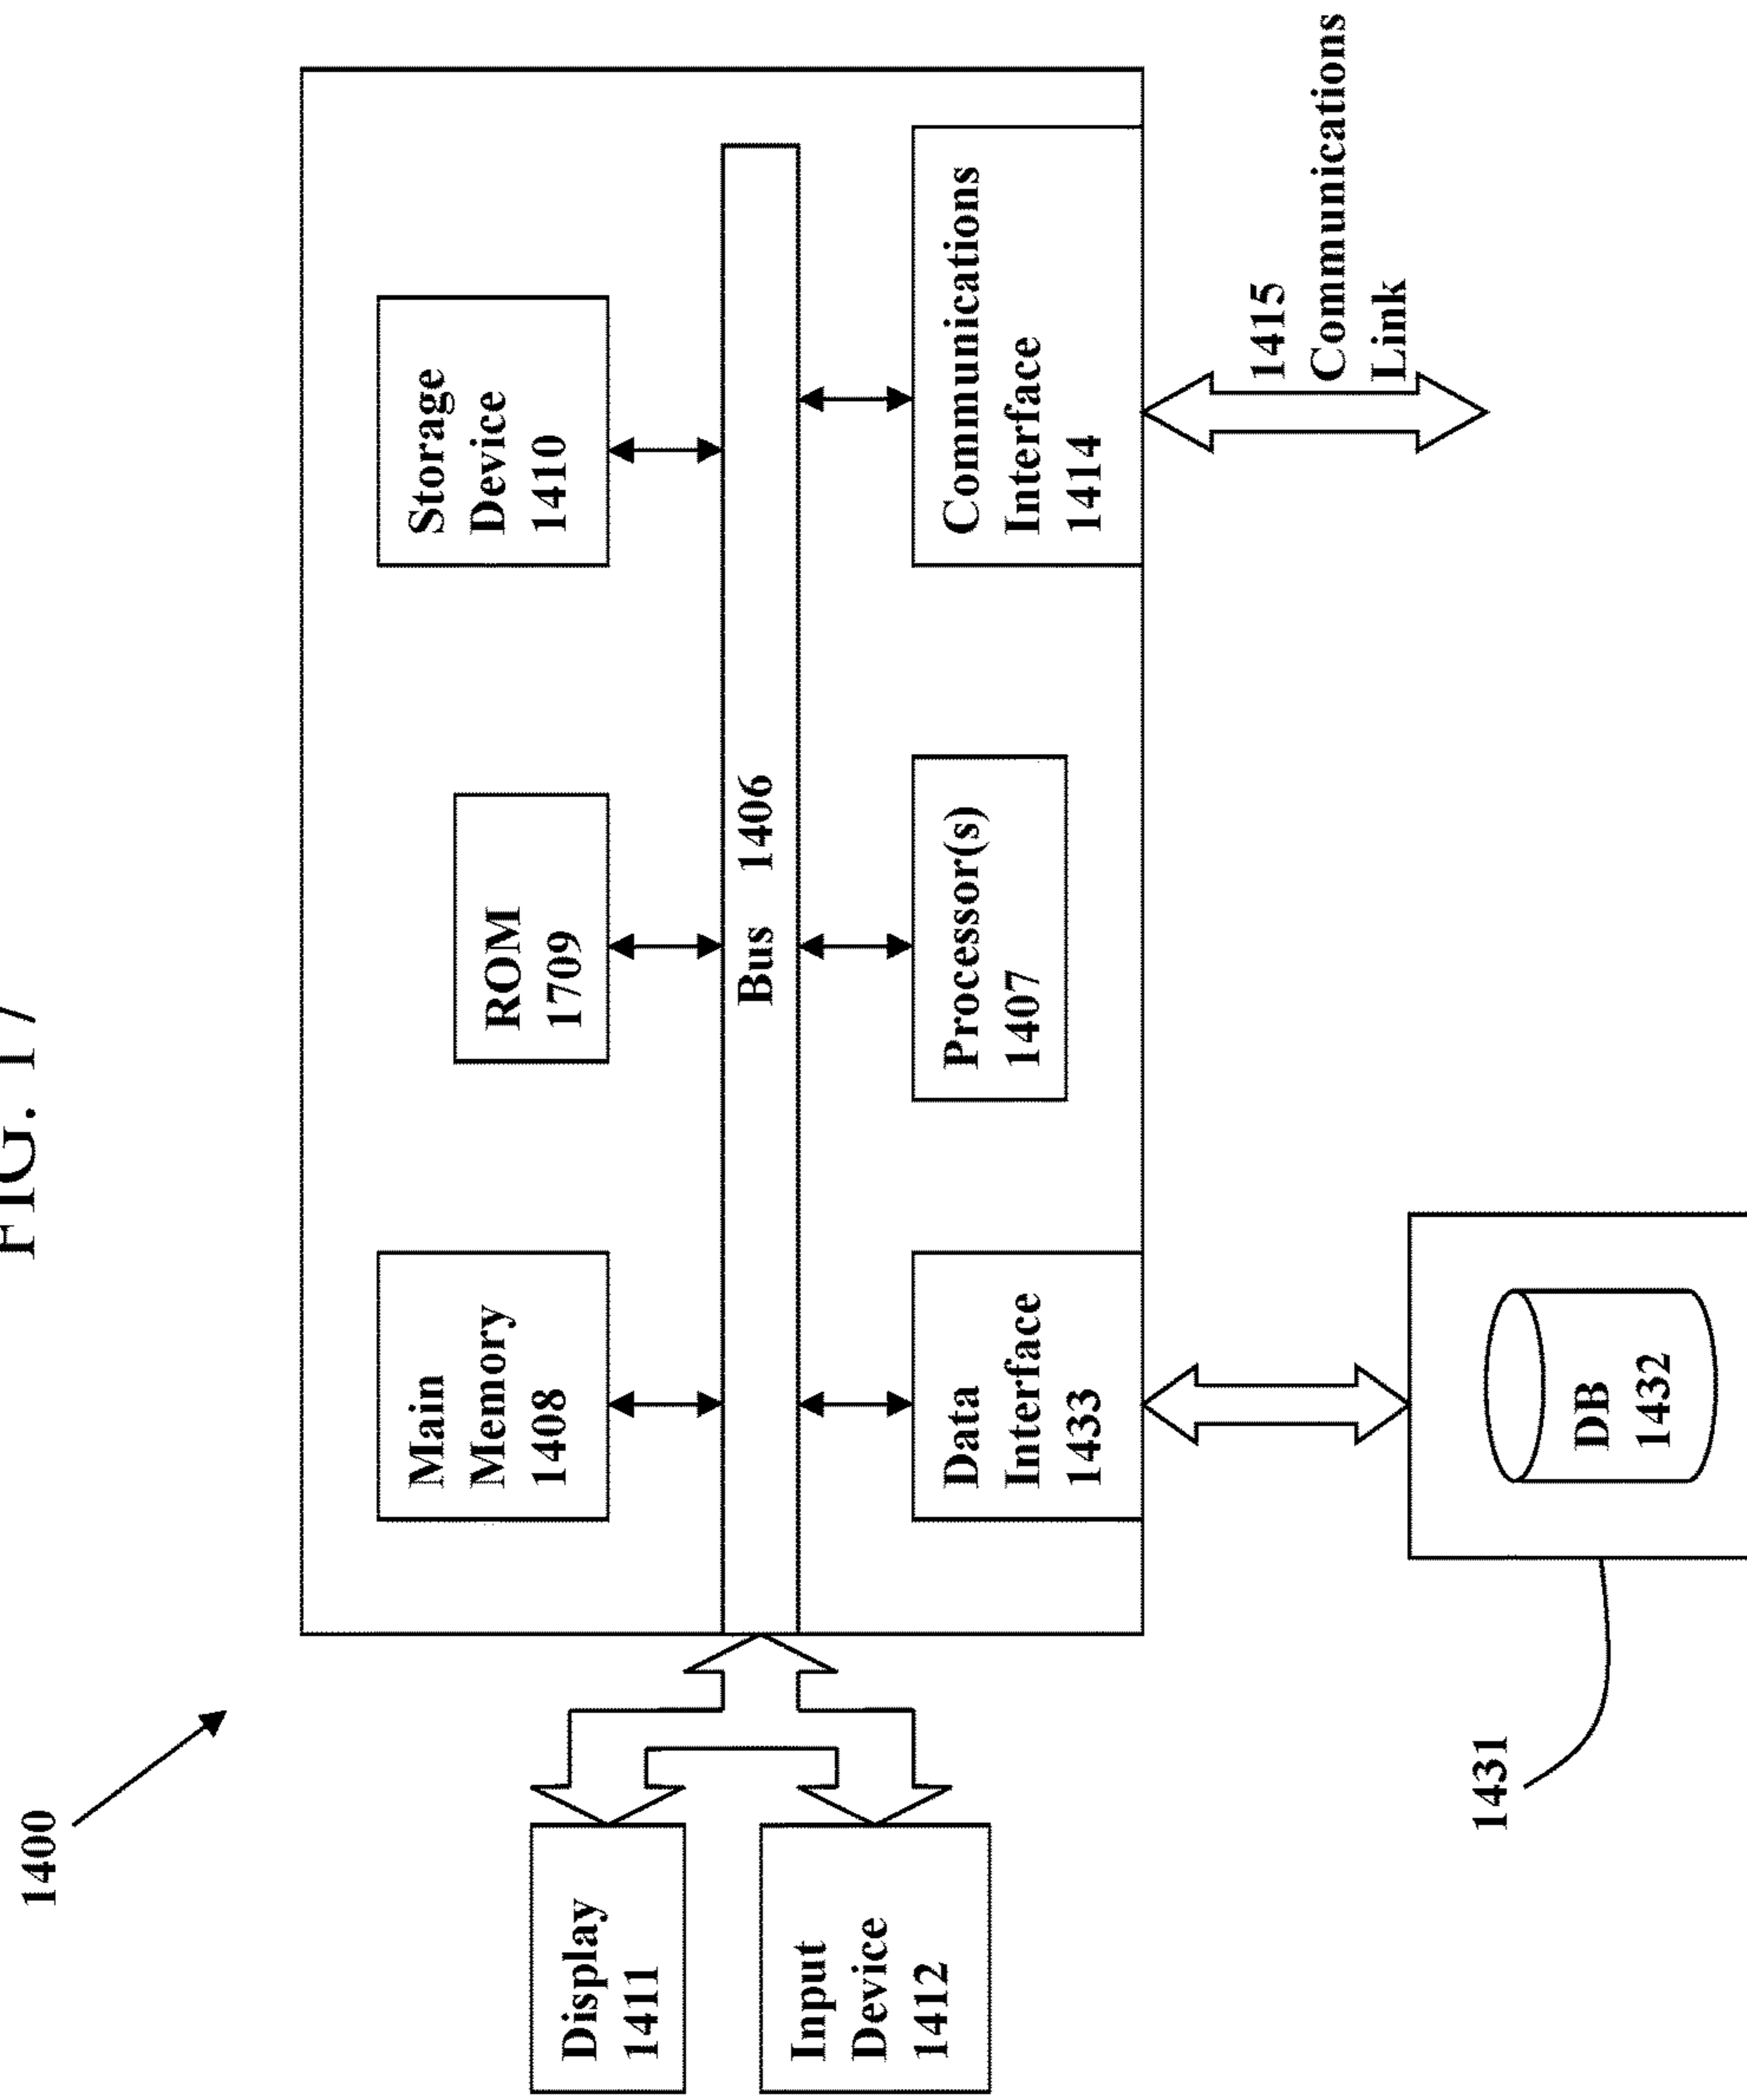 FIG. 17
1400
Main
Memory
1408
ROM
1709
Storage
Device
1410
Display
1411
Bus 1406
Input
Device
1412
Data
Interface
1433
Processor(s)
1407
Communications
Interface
1414
1415
Communications
Link
1431
DB
1432